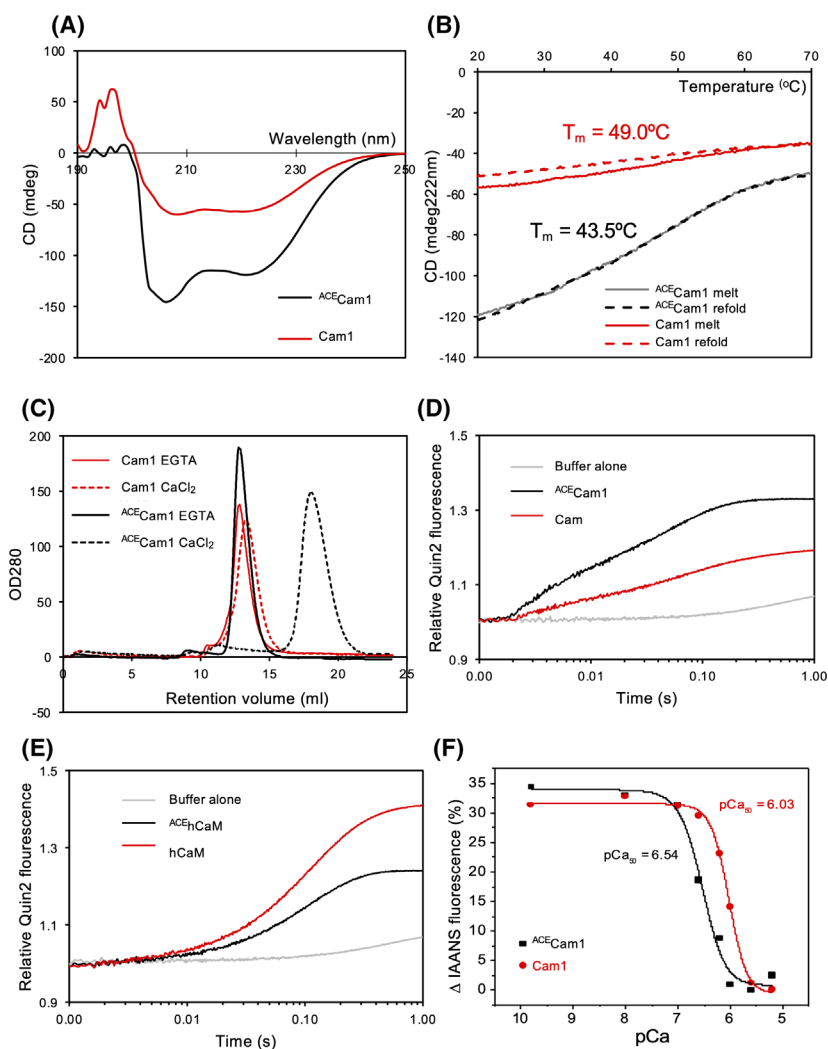 (A)
100
50
0
-50
-100
-150
-200
190
210
230
250
Wavelength (nm)
CD (mdeg)
ACECam1
Cam1
(B)
20 30 40 50 60 70
Temperature (oC)
0
-20
-40
-60
-80
-100
-120
-140
CD (mdeg222nm)
Tm = 49.0ºC
Tm = 43.5ºC
ACECam1 melt
ACECam1 refold
Cam1 melt
Cam1 refold
(C)
200
150
100
50
0
-50
0 5 10 15 20 25
OD280
Retention volume (ml)
Cam1 EGTA
Cam1 CaCl2
ACECam1 EGTA
ACECam1 CaCl2
(D)
1.5
1.3
1.1
0.9
Relative Quin2 fluorescence
Buffer alone
ACECam1
Cam
0.00 0.01 0.10 1.00
Time (s)
(E)
1.5
1.3
1.1
0.9
Relative Quin2 flourescence
Buffer alone
ACEhCaM
hCaM
0.00 0.01 0.10 1.00
Time (s)
(F)
35
30
25
20
15
10
5
0
Δ IAANS fluorescence (%)
pCa50 = 6.03
pCa50 = 6.54
ACECam1
Cam1
10 9 8 7 6 5
pCa